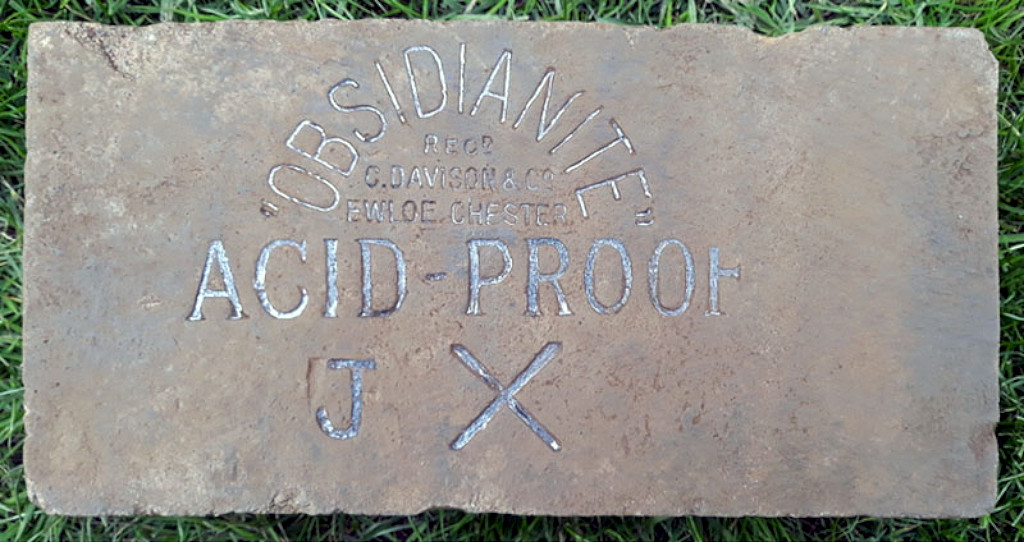 "OBSIDIANITE"
REGD
C. DAVISON & CO
EWLOE. CHESTER.
ACID-PROOF
J X